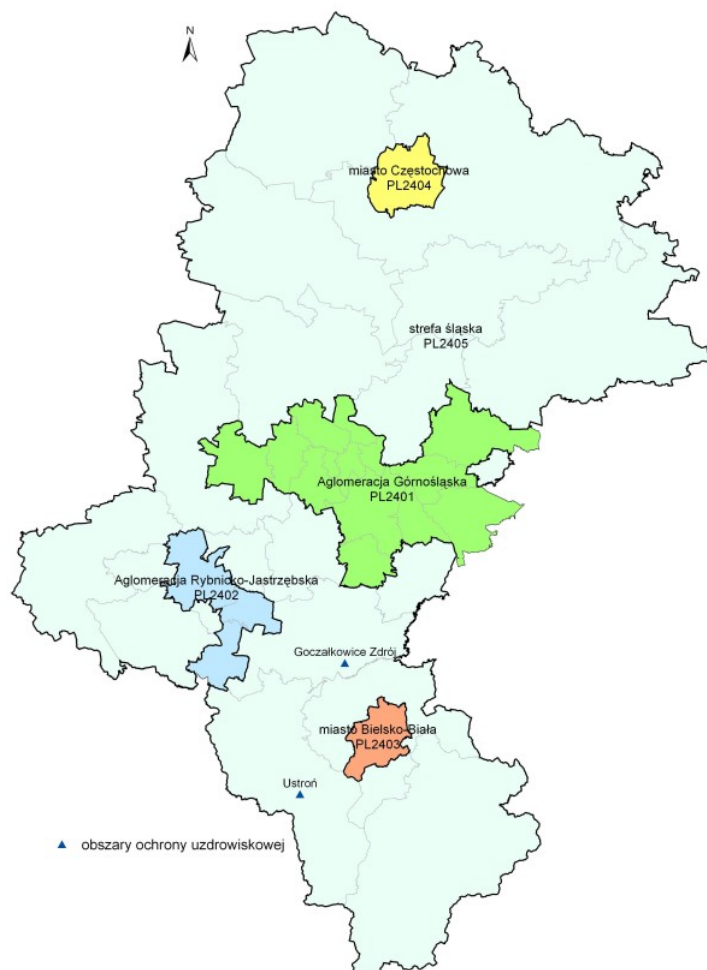 N
miasto Częstochowa
PL2404
strefa śląska
PL2405
Aglomeracja Górnośląska
PL2401
Aglomeracja Rybnicko-Jastrzębska
PL2402
Goczałkowice Zdrój
miasto Bielsko-Biała
PL2403
Ustroń
obszary ochrony uzdrowiskowej